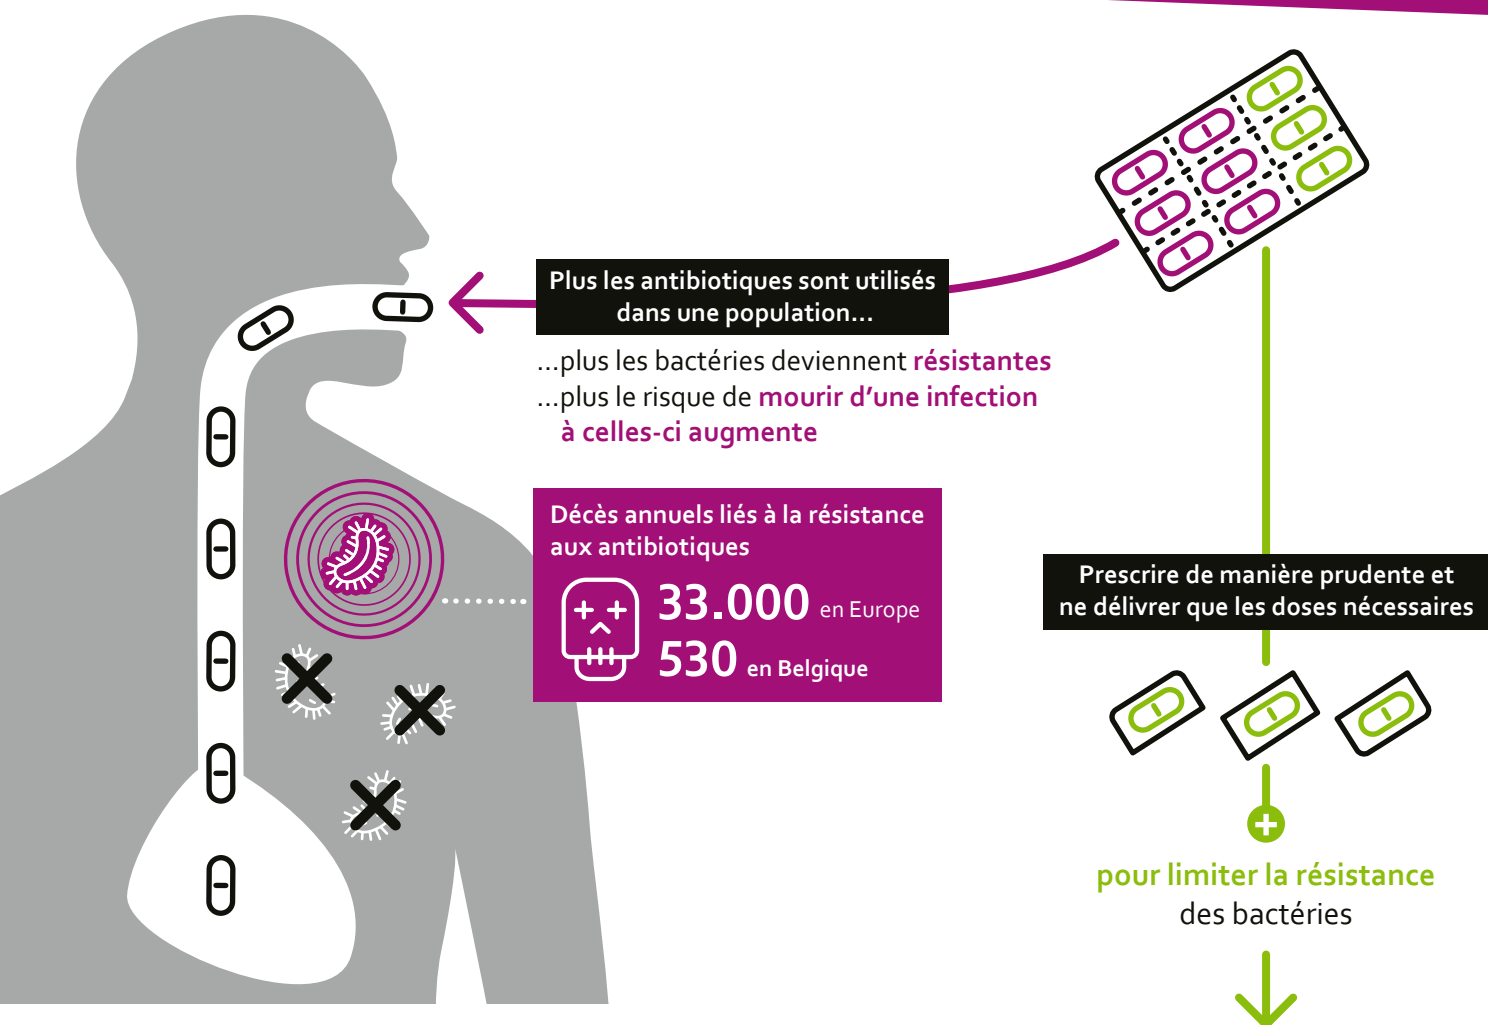 Plus les antibiotiques sont utilisés
dans une population...
...plus les bactéries deviennent résistantes
...plus le risque de mourir d'une infection
à celles-ci augmente
Décès annuels liés à la résistance
aux antibiotiques
33.000 en Europe
530 en Belgique
Prescrire de manière prudente et
ne délivrer que les doses nécessaires
pour limiter la résistance
des bactéries